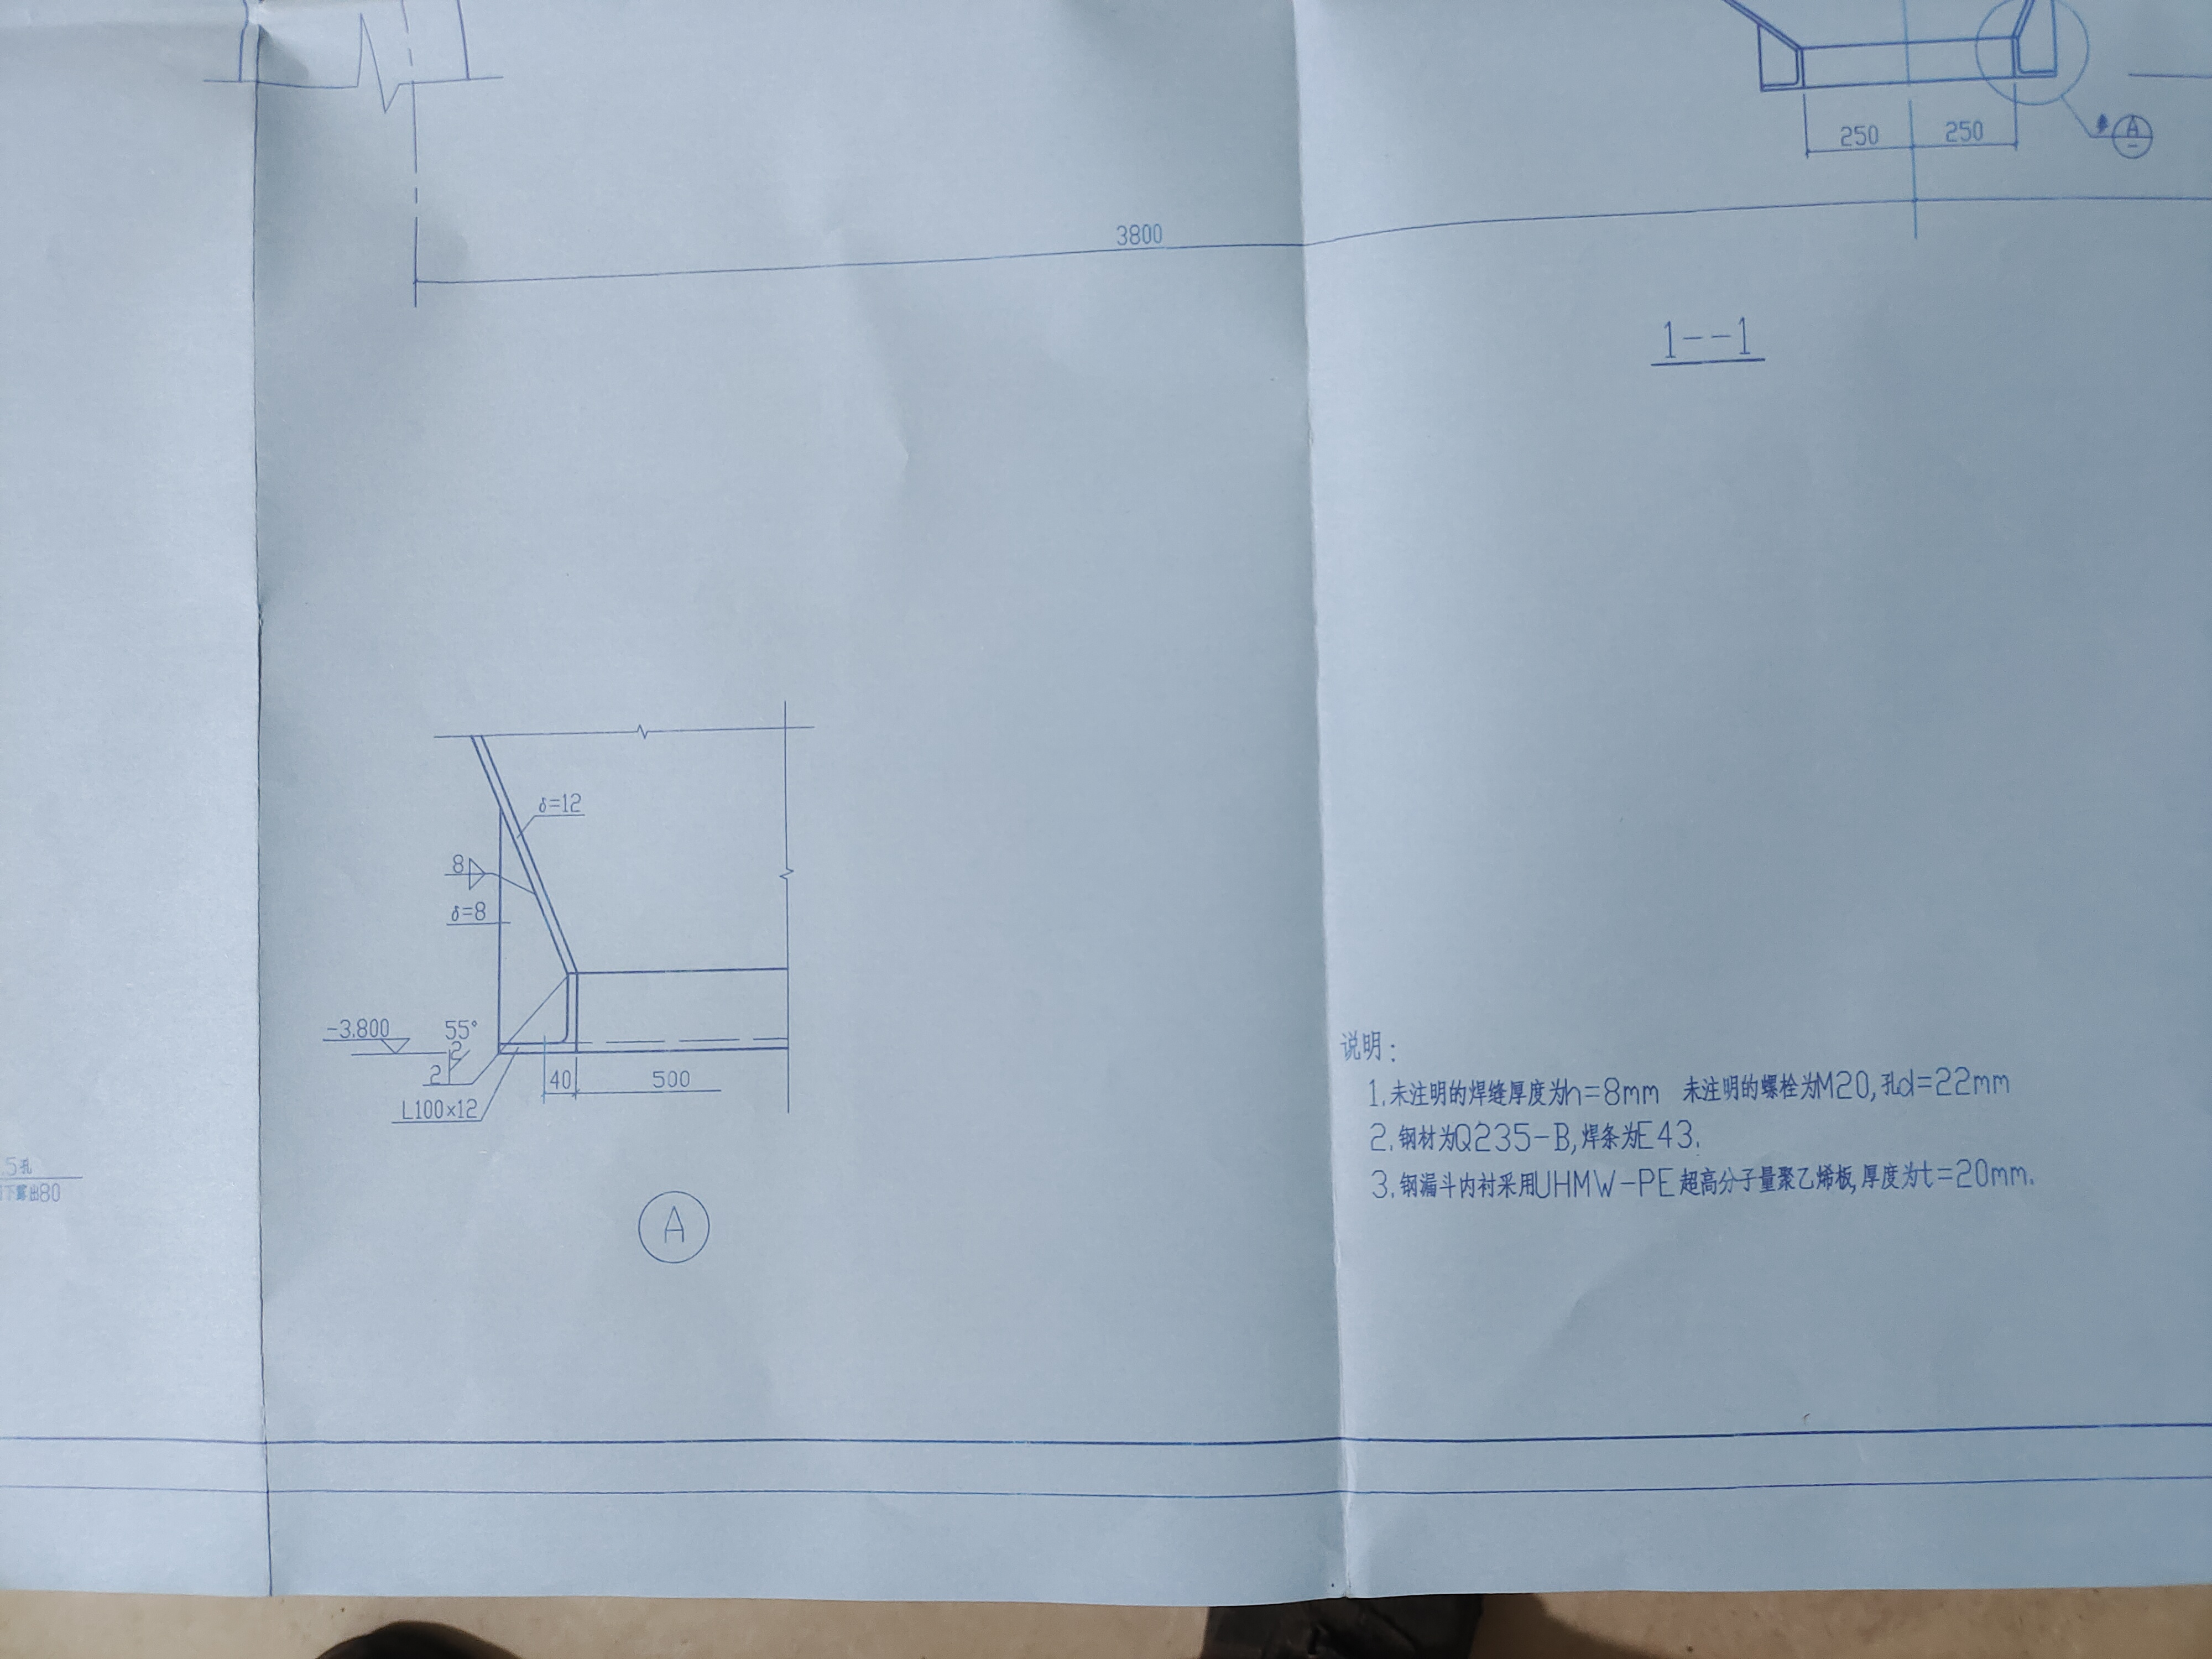 250
250
A
3800
1--1
δ=12
8
δ=8
-3.800
55°
2
2
40
500
L100×12
5孔
下露出80
A
说明:
1.未注明的焊缝厚度为h=8mm 未注明的螺栓为M20,孔d=22mm
2.钢材为Q235-B,焊条为E43.
3.钢漏斗内衬采用UHMW-PE超高分子量聚乙烯板,厚度为t=20mm.